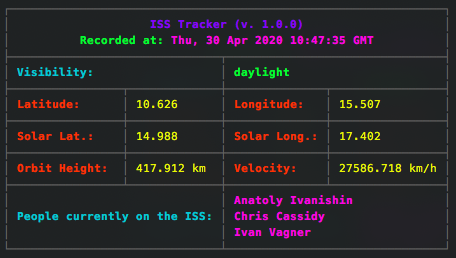 ISS Tracker (v. 1.0.0)
Recorded at: Thu, 30 Apr 2020 10:47:35 GMT
Visibility: daylight
Latitude: 10.626 Longitude: 15.507
Solar Lat.: 14.988 Solar Long.: 17.402
Orbit Height: 417.912 km Velocity: 27586.718 km/h
People currently on the ISS: Anatoly Ivanishin
Chris Cassidy
Ivan Vagner